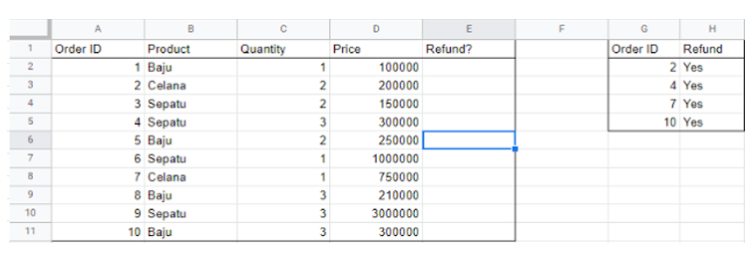 A B C D E F G H
1 Order ID Product Quantity Price Refund? Order ID Refund
2 1 Baju 1 100000 2 Yes
3 2 Celana 2 200000 4 Yes
4 3 Sepatu 2 150000 7 Yes
5 4 Sepatu 3 300000 10 Yes
6 5 Baju 2 250000
7 6 Sepatu 1 1000000
8 7 Celana 1 750000
9 8 Baju 3 210000
10 9 Sepatu 3 3000000
11 10 Baju 3 300000